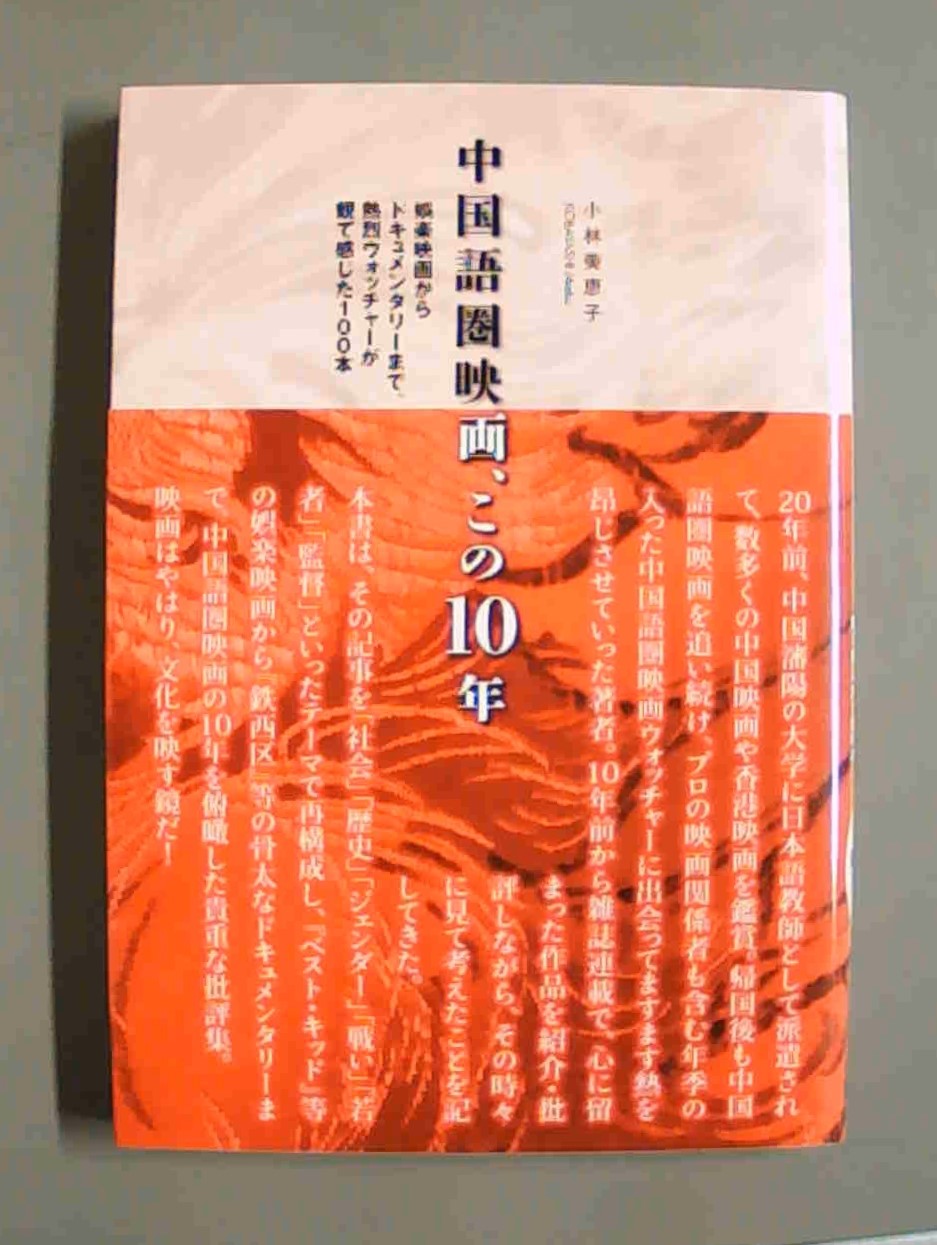 小林美恵子
中国語圏映画、この10年
娯楽映画から
ドキュメンタリーまで、
熱烈ウォッチャーが
観て感じた100本
20年前、中国瀋陽の大学に日本語教師として派遣され
て、数多くの中国映画や香港映画を鑑賞。帰国後も中国
語圏映画を追い続け、プロの映画関係者も含む年季の
入った中国語圏映画ウォッチャーに出会ってますます熱を
昂じさせていった著者。10年前から雑誌連載で、心に留
まった作品を紹介・批
評しながら、その時々
に見て考えたことを記
してきた。
本書は、その記事を「社会」「歴史」「ジェンダー」「戦い」「若
者」「監督」といったテーマで再構成し、『ベスト・キッド』等
の娯楽映画から『鉄西区』等の骨太なドキュメンタリーま
で、中国語圏映画の10年を俯瞰した貴重な批評集。
映画はやはり、文化を映す鏡だ!